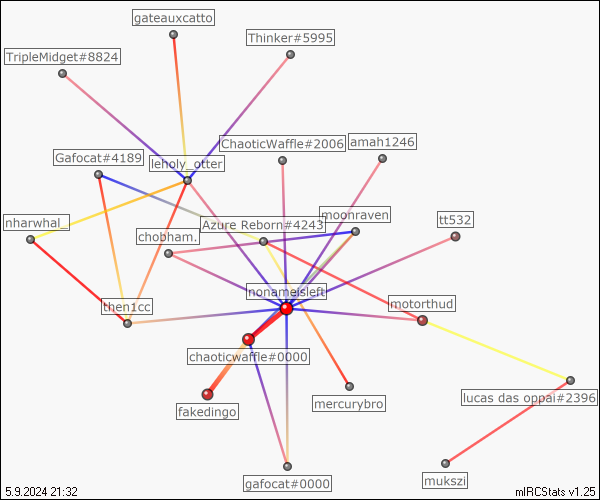 gateauxcatto
Thinker#5995
TripleMidget#8824
ChaoticWaffle#2006
amah1246
Gafocat#4189
leholy_otter
nharwhal_
chobham.
Azure Reborn#4243
moonraven
tt532
nonameisleft
then1cc
motorthud
chaoticwaffle#0000
fakedingo
mercurybro
lucas das oppai#2396
gafocat#0000
mukszi
5.9.2024 21:32
mIRCStats v1.25